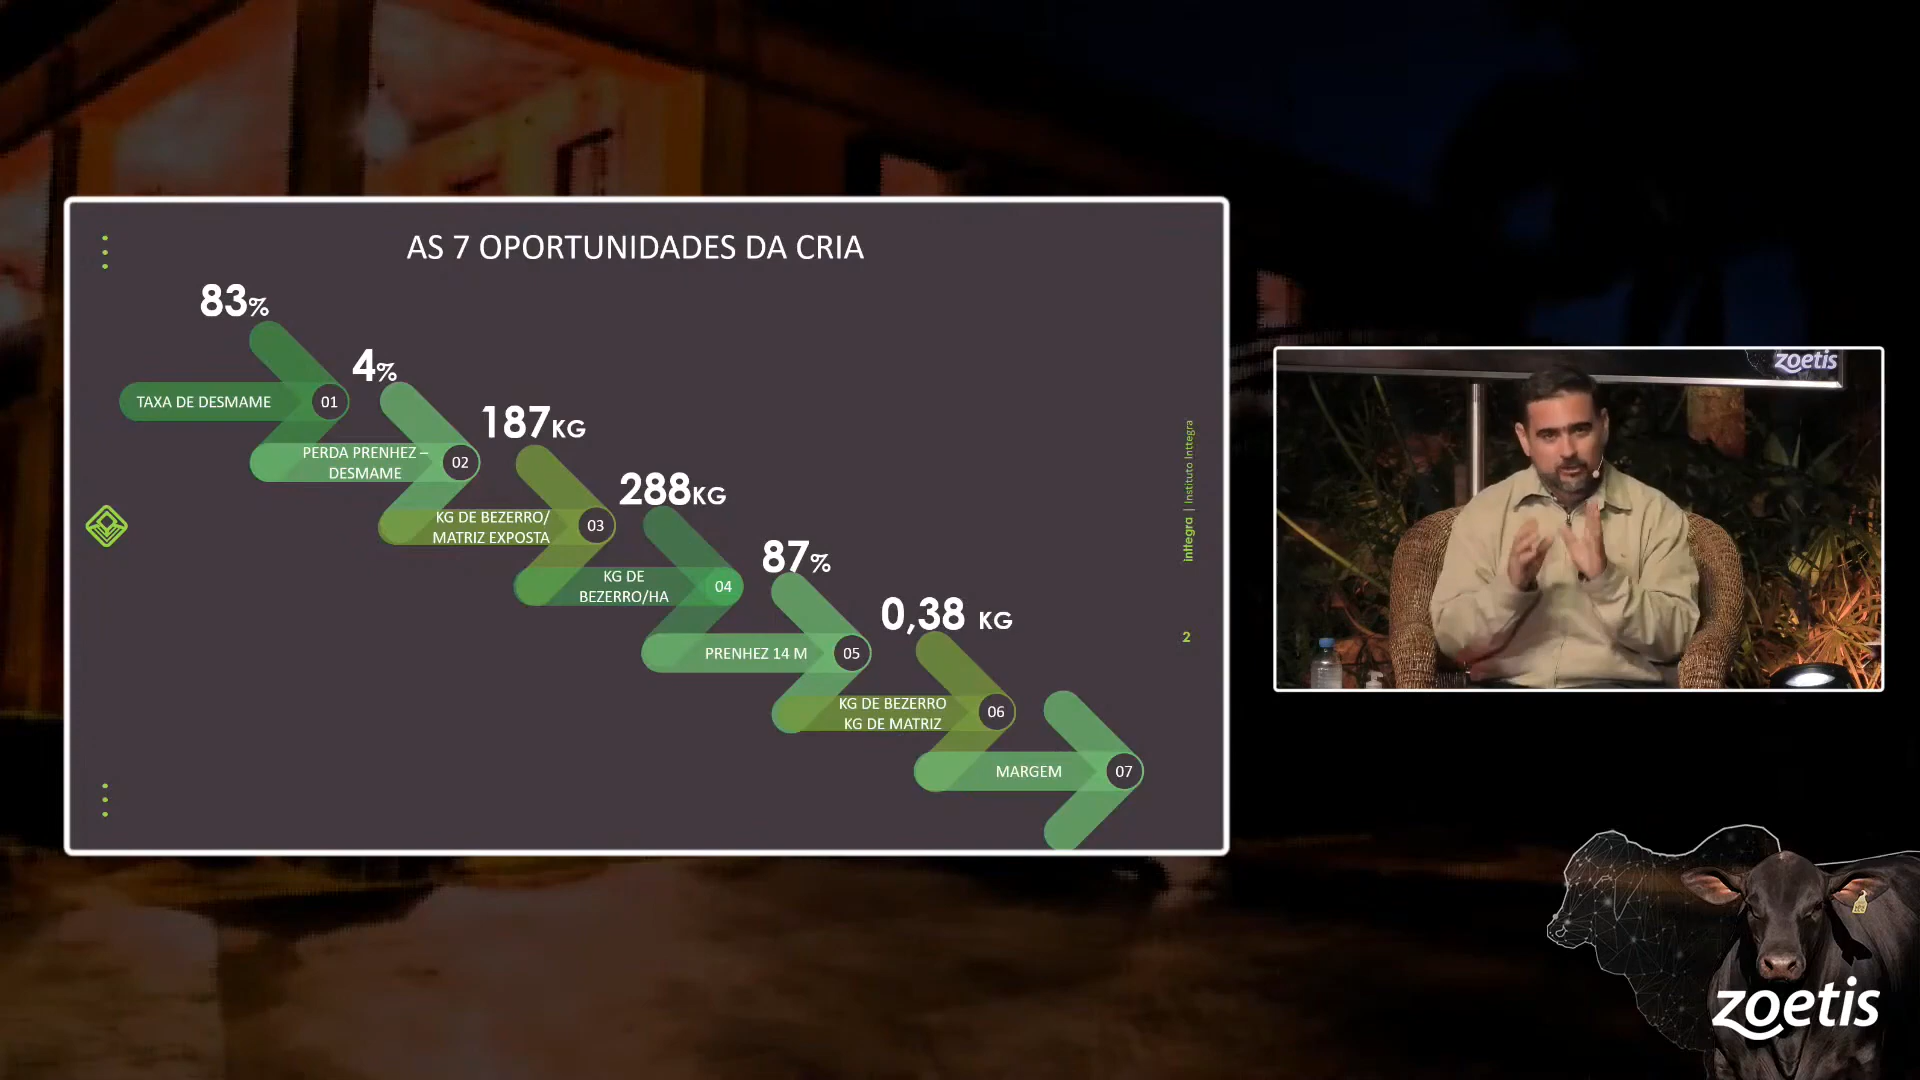 AS 7 OPORTUNIDADES DA CRIA
83%
TAXA DE DESMAME 01
4%
PERDA PRENHEZ –
DESMAME
02
187KG
KG DE BEZERRO/
MATRIZ EXPOSTA
03
288KG
KG DE
BEZERRO/HA
04
87%
PRENHEZ 14 M 05
0,38 KG
KG DE BEZERRO
KG DE MATRIZ
06
MARGEM 07
inttegra | Instituto Inttegra
2
zoetis
zoetis